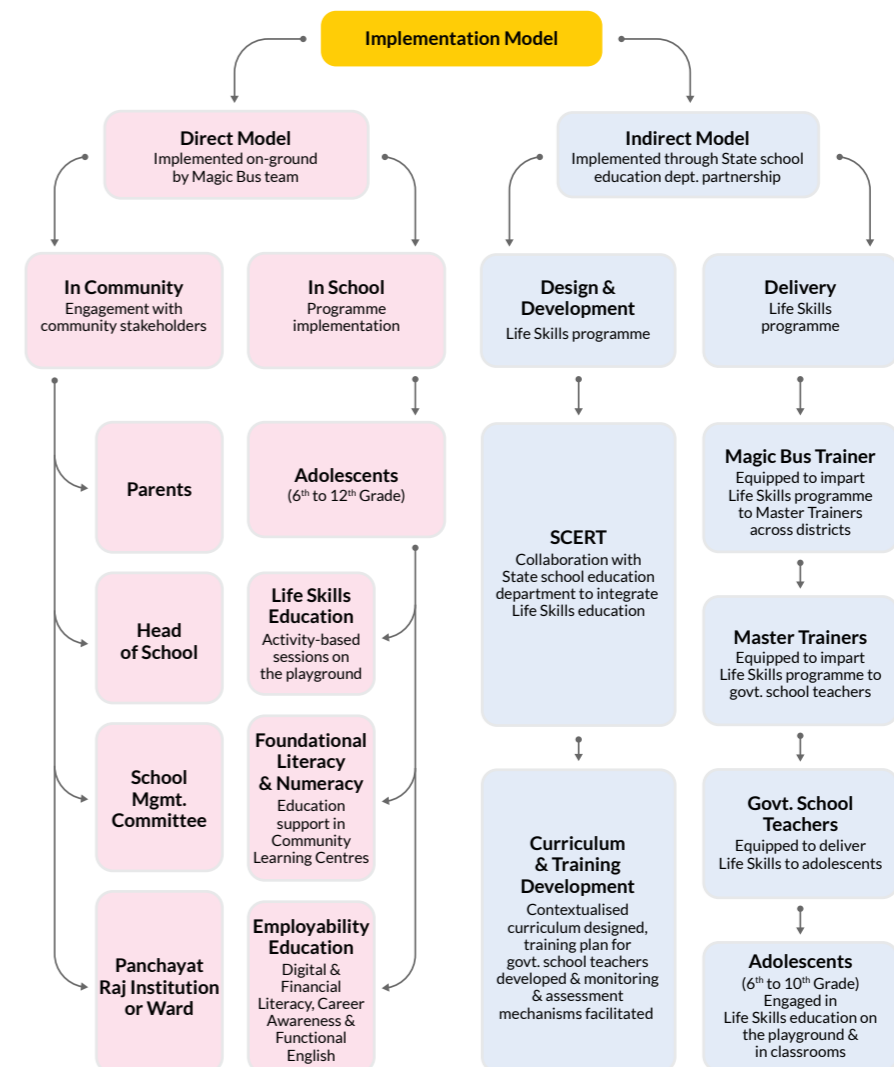 Implementation Model
Direct Model
Implemented on-ground
by Magic Bus team
Indirect Model
Implemented through State school
education dept. partnership
In Community
Engagement with
community stakeholders
In School
Programme
implementation
Design &
Development
Life Skills programme
Delivery
Life Skills
programme
Parents
Head
of School
School
Mgmt.
Committee
Panchayat
Raj Institution
or Ward
Adolescents
(6th to 12th Grade)
Life Skills
Education
Activity-based
sessions on
the playground
Foundational
Literacy
& Numeracy
Education
support in
Community
Learning Centres
Employability
Education
Digital &
Financial
Literacy, Career
Awareness &
Functional
English
SCERT
Collaboration with
State school education
department to integrate
Life Skills education
Curriculum
& Training
Development
Contextualised
curriculum designed,
training plan for
govt. school teachers
developed & monitoring
& assessment
mechanisms facilitated
Magic Bus Trainer
Equipped to impart
Life Skills programme
to Master Trainers
across districts
Master Trainers
Equipped to impart
Life Skills programme to
govt. school teachers
Govt. School
Teachers
Equipped to deliver
Life Skills to adolescents
Adolescents
(6th to 10th Grade)
Engaged in
Life Skills education on
the playground &
in classrooms